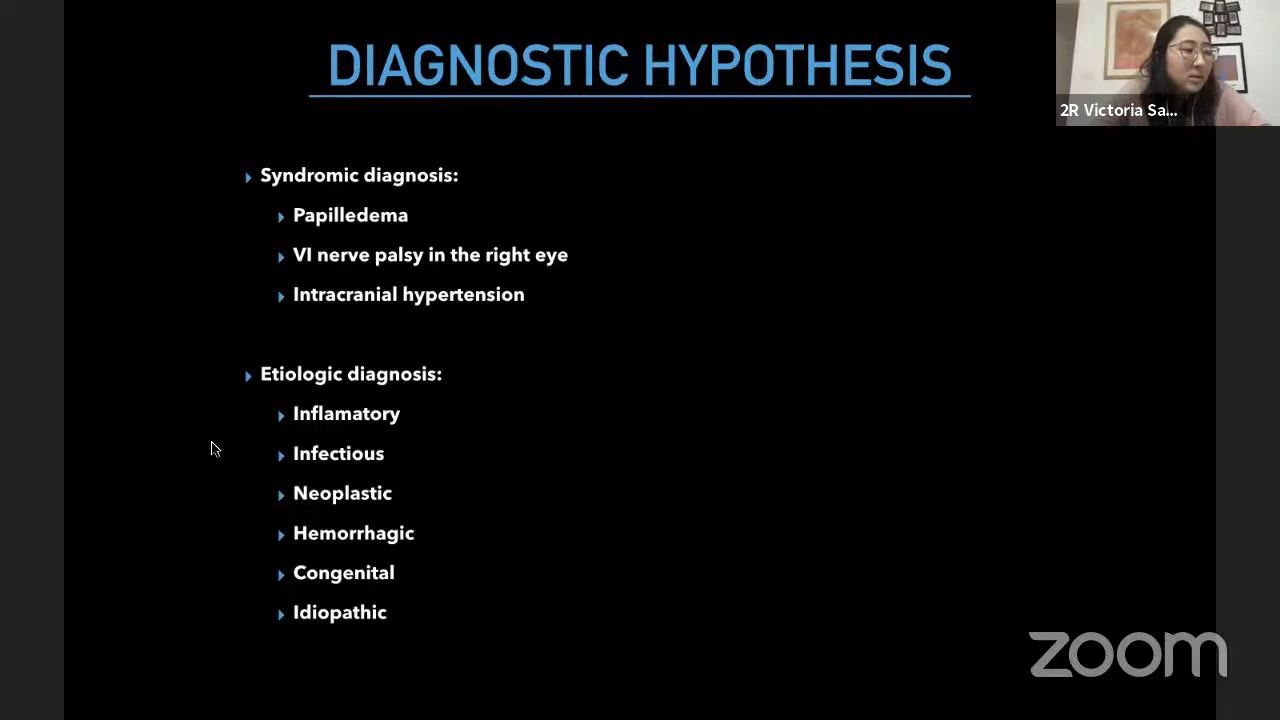 DIAGNOSTIC HYPOTHESIS
2R Victoria Sa...
Syndromic diagnosis:
Papilledema
VI nerve palsy in the right eye
Intracranial hypertension
Etiologic diagnosis:
Inflamatory
Infectious
Neoplastic
Hemorrhagic
Congenital
Idiopathic
zoom